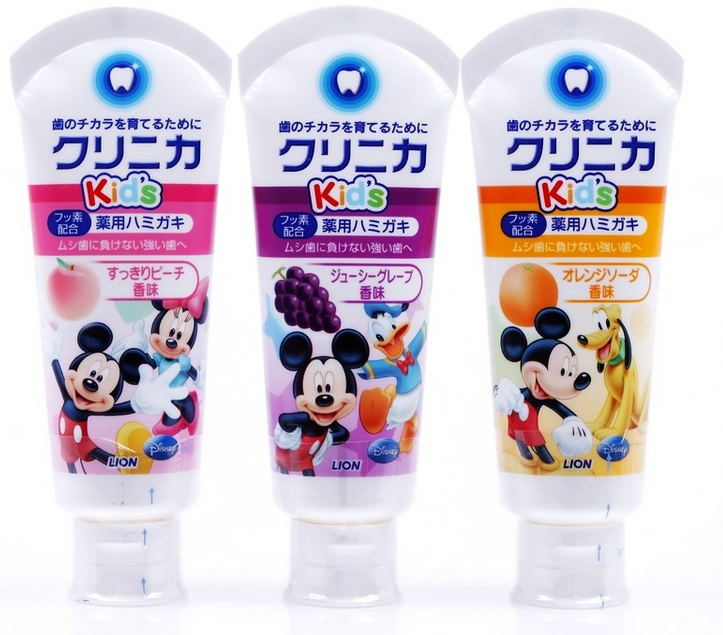 歯のチカラを育てるために
クリニカ
Kid's
フッ素
配合
薬用ハミガキ
ムシ歯に負けない強い歯へ
すっきりピーチ
香味
LION
Disney
歯のチカラを育てるために
クリニカ
Kid's
フッ素
配合
薬用ハミガキ
ムシ歯に負けない強い歯へ
ジューシーグレープ
香味
LION
Disney
歯のチカラを育てるために
クリニカ
Kid's
フッ素
配合
薬用ハミガキ
ムシ歯に負けない強い歯へ
オレンジソーダ
香味
LION
Disney